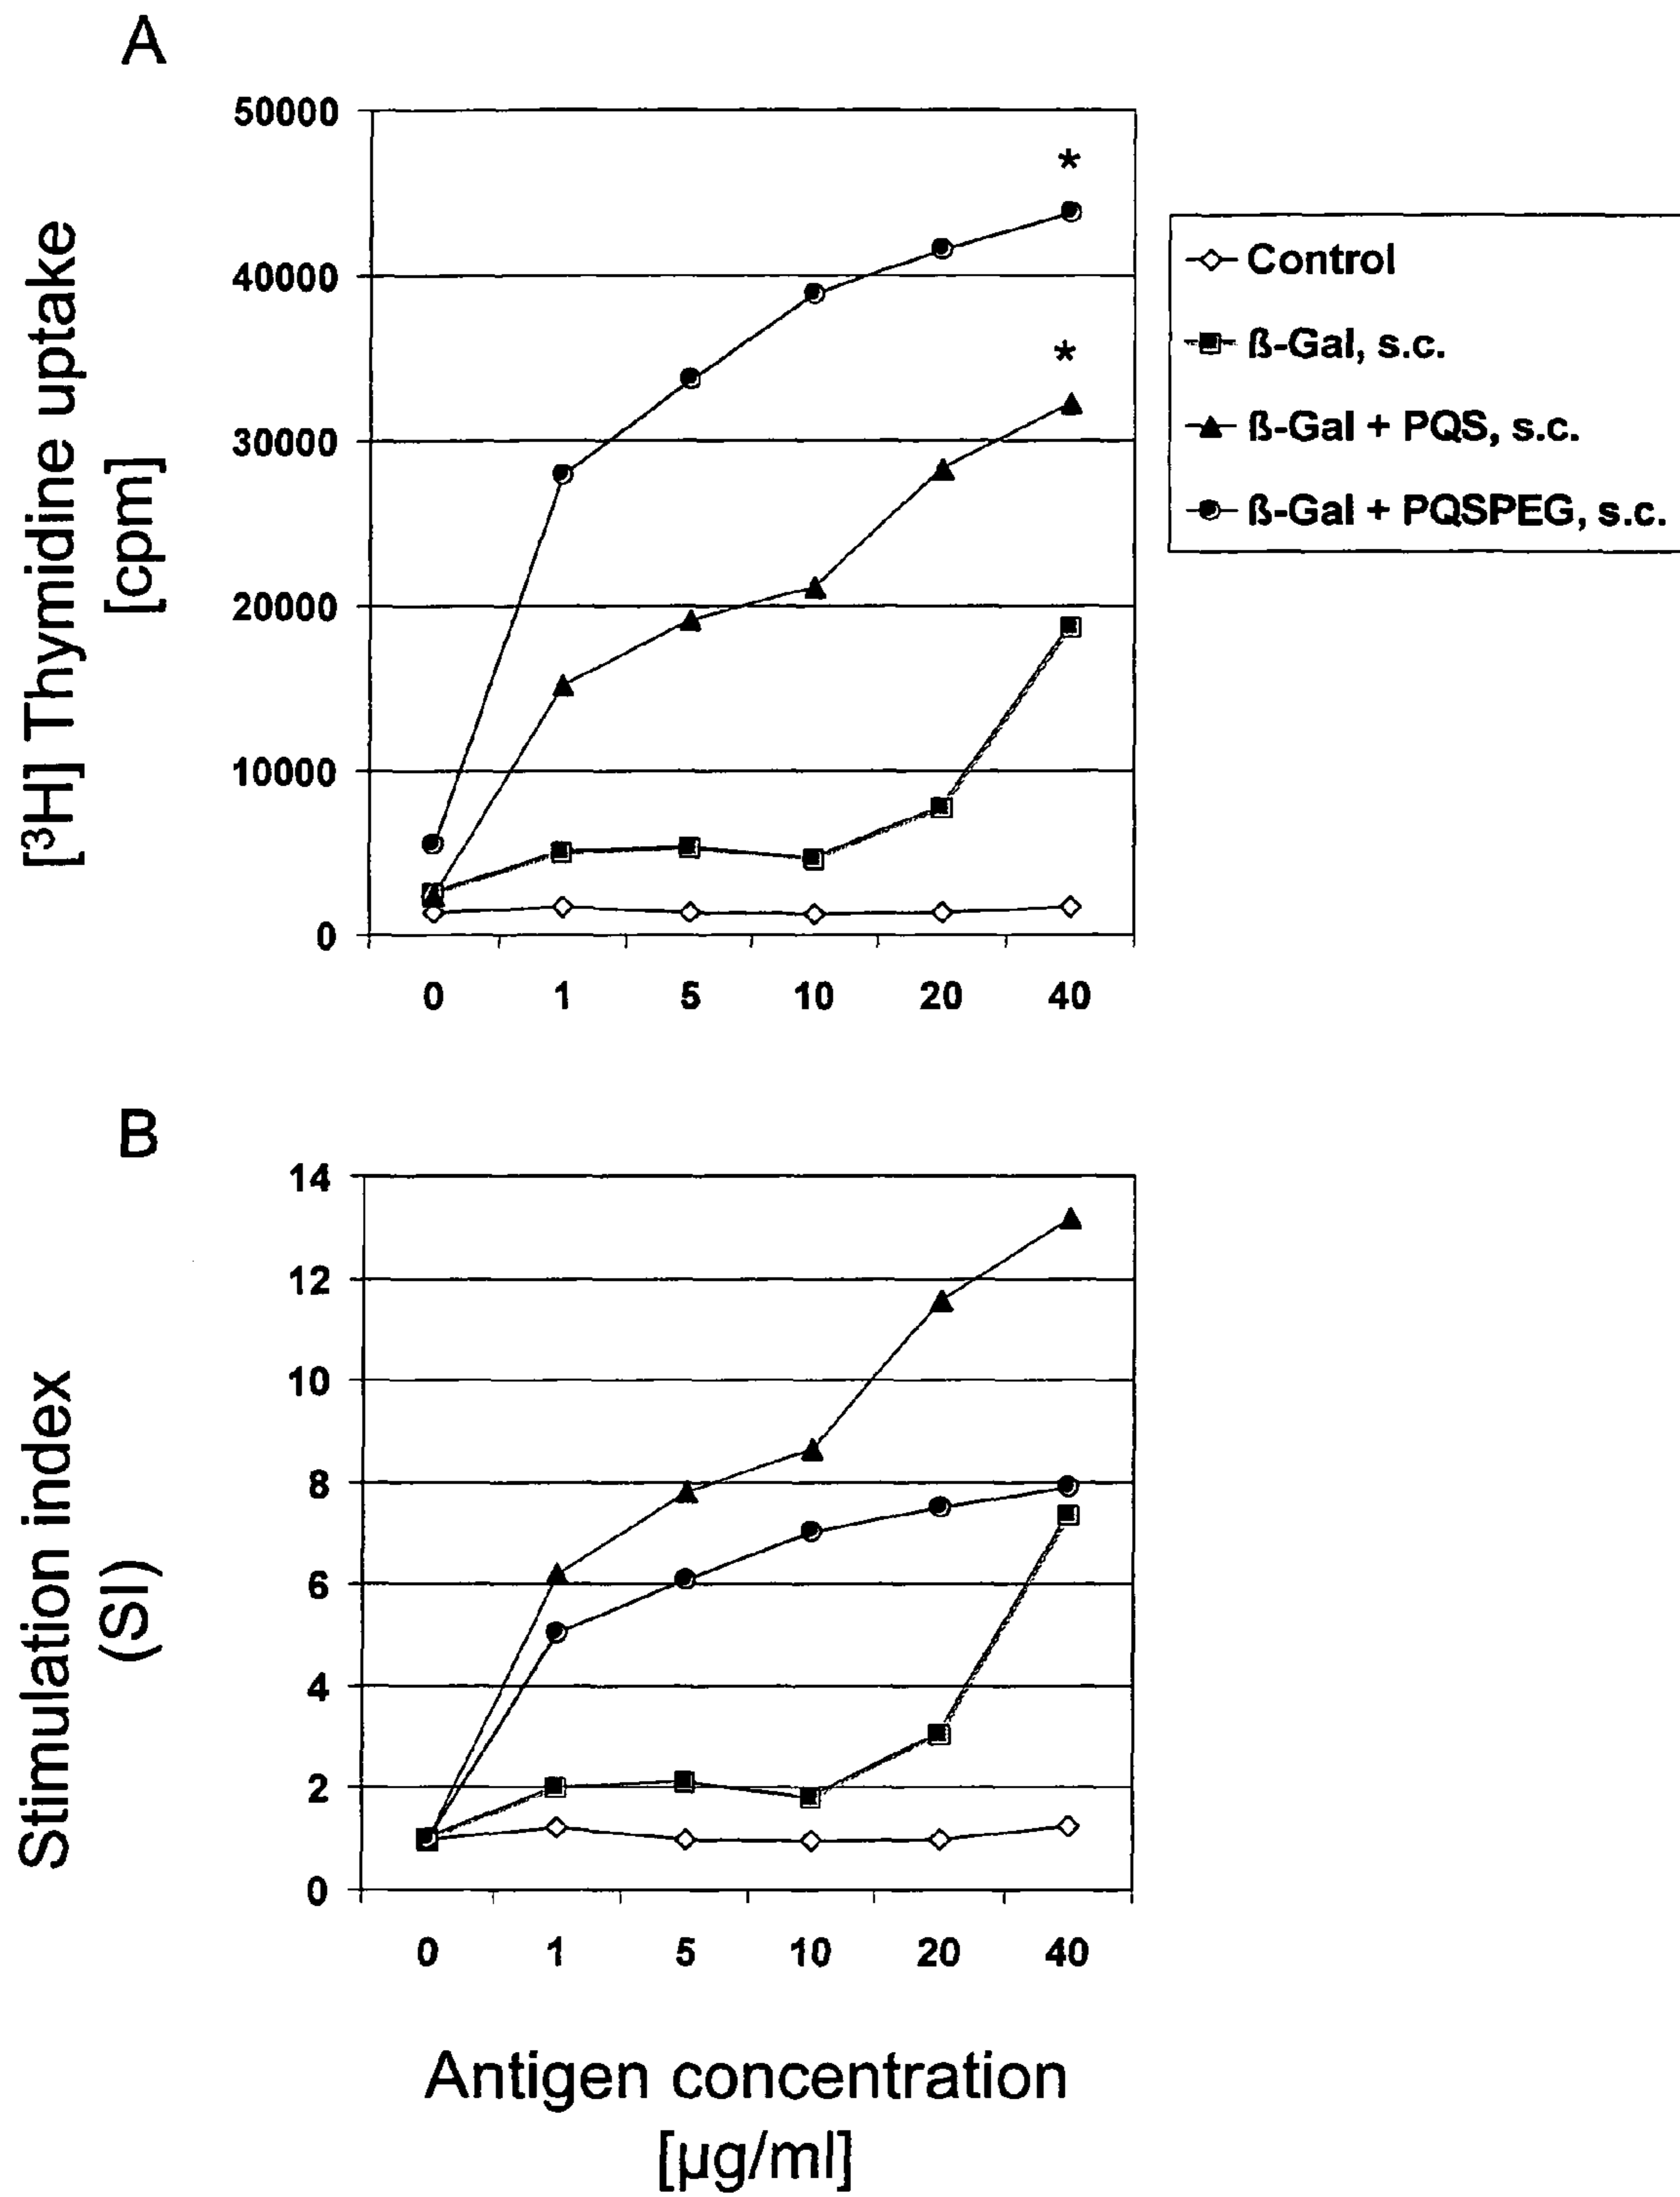 A
[³H] Thymidine uptake
[cpm]
50000
40000
30000
20000
10000
0
*
*
0 1 5 10 20 40
Control
ß-Gal, s.c.
ß-Gal + PQS, s.c.
ß-Gal + PQSPEG, s.c.
B
Stimulation index
(SI)
14
12
10
8
6
4
2
0
0 1 5 10 20 40
Antigen concentration
[µg/ml]